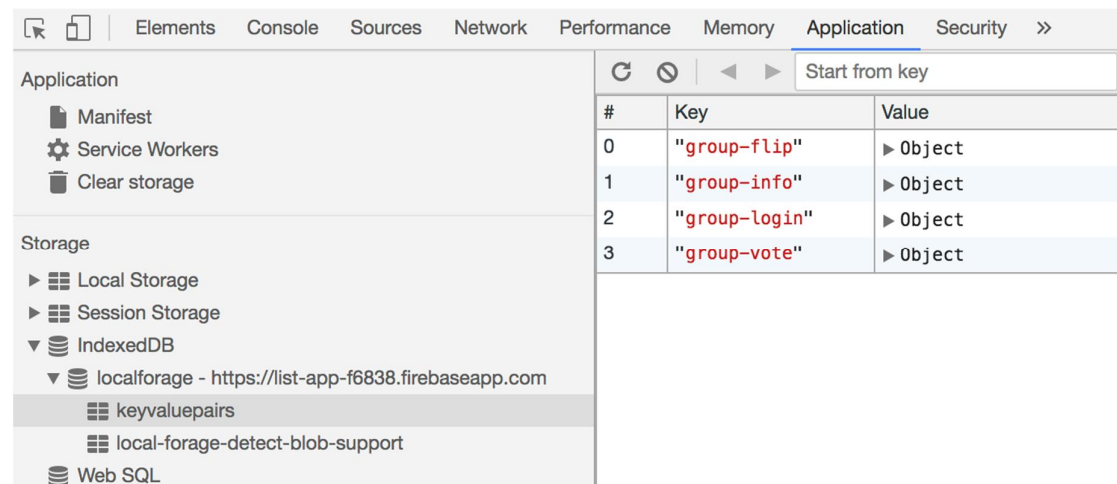 Elements Console Sources Network Performance Memory Application Security »
Application
Manifest
Service Workers
Clear storage
Storage
Local Storage
Session Storage
IndexedDB
localforage - https://list-app-f6838.firebaseapp.com
keyvaluepairs
local-forage-detect-blob-support
Web SQL
Start from key
# Key Value
0 "group-flip" Object
1 "group-info" Object
2 "group-login" Object
3 "group-vote" Object